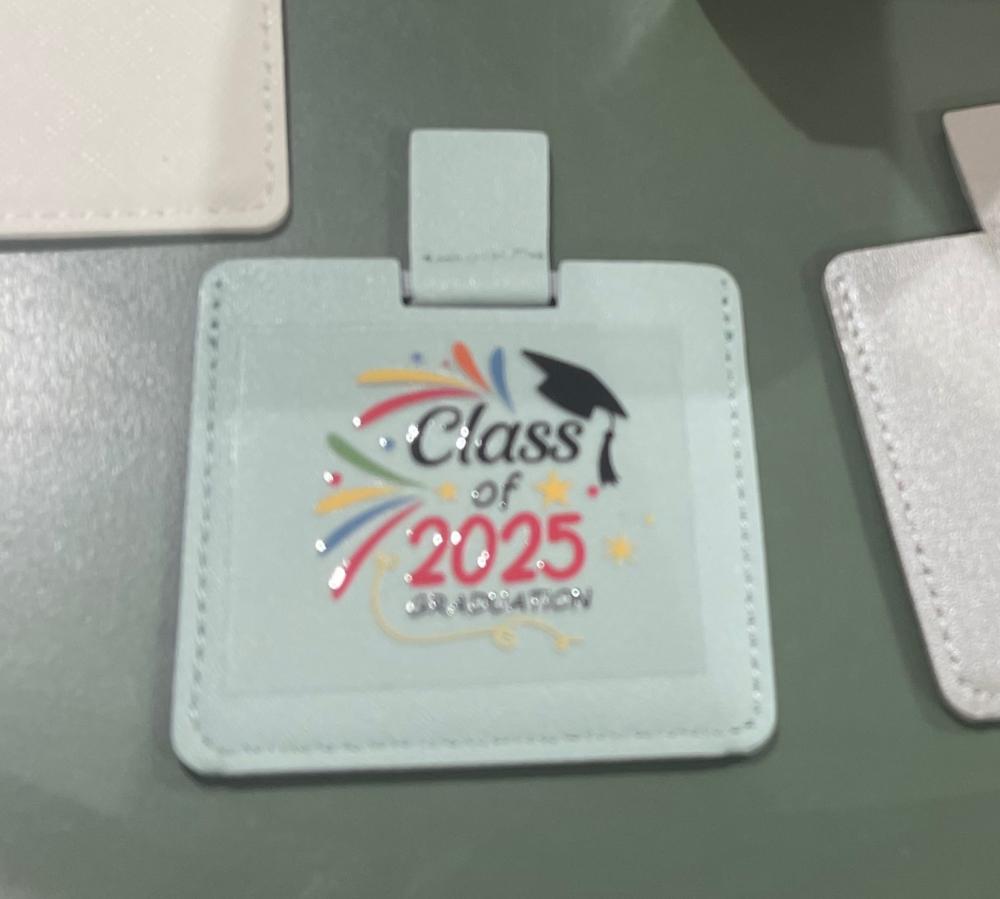 Class
of
2025
GRADUATION